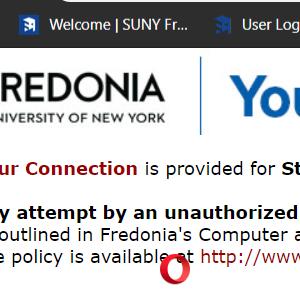 Welcome | SUNY Fr... User Log
REDONIA
NIVERSITY OF NEW YORK
You
ur Connection is provided for St
y attempt by an unauthorized
outlined in Fredonia's Computer a
e policy is available at http://www